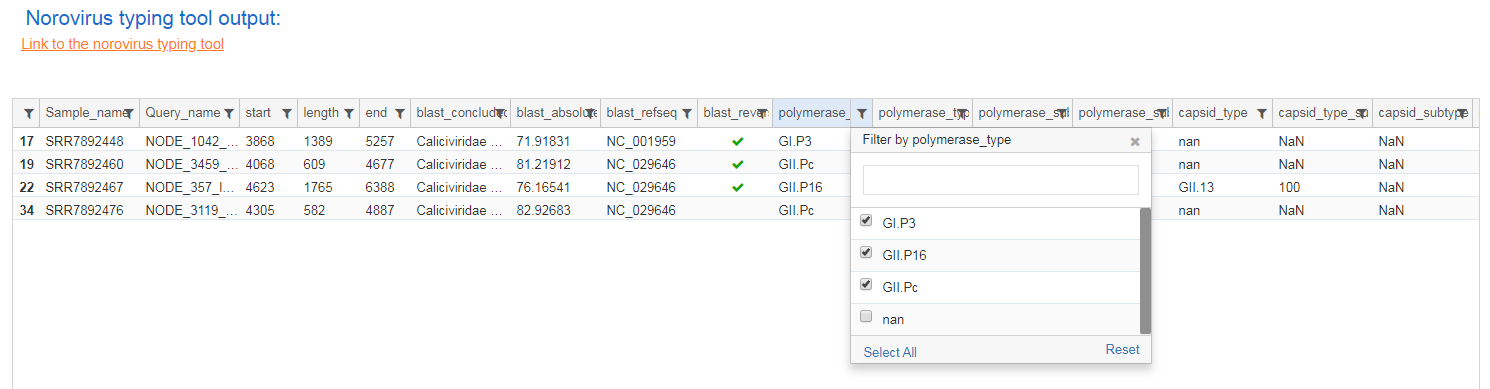 Norovirus typing tool output:
Link to the norovirus typing tool
Sample_name Query_name start length end blast_conclude blast_absolute blast_refseq blast_rever polymerase_ polymerase_typ polymerase_su polymerase_su capsid_type capsid_type_su capsid_subtype
17 SRR7892448 NODE_1042_... 3868 1389 5257 Caliciviridae ... 71.91831 NC_001959 GI.P3 nan NaN NaN
19 SRR7892460 NODE_3459_... 4068 609 4677 Caliciviridae ... 81.21912 NC_029646 GII.Pc nan NaN NaN
22 SRR7892467 NODE_357_l... 4623 1765 6388 Caliciviridae ... 76.16541 NC_029646 GII.P16 GII.13 100 NaN
34 SRR7892476 NODE_3119_... 4305 582 4887 Caliciviridae ... 82.92683 NC_029646 GII.Pc nan NaN NaN
Filter by polymerase_type
GI.P3
GII.P16
GII.Pc
nan
Select All Reset